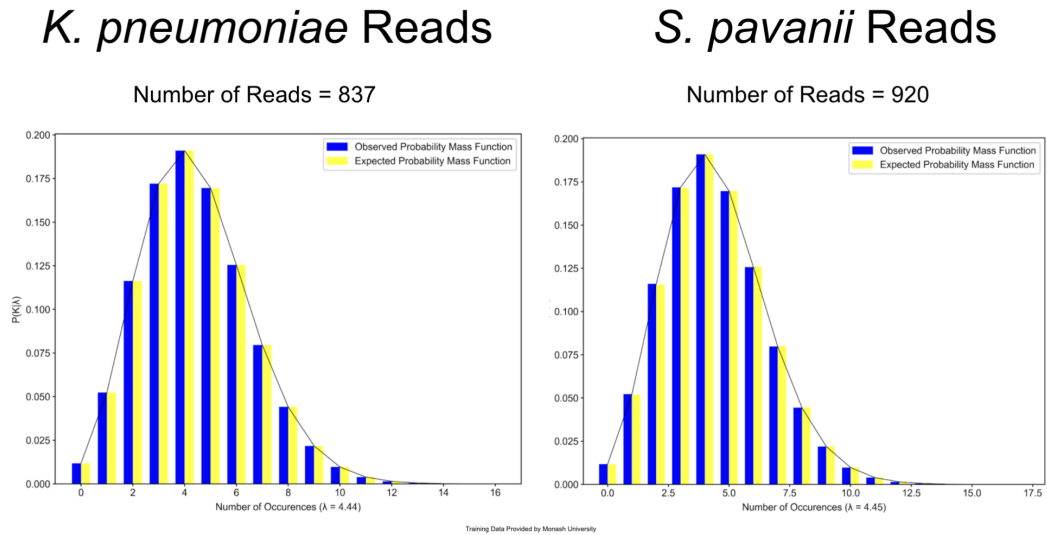 K. pneumoniae Reads
Number of Reads = 837
0.200
0.175
0.150
0.125
0.100
0.075
0.050
0.025
0.000
P(K|λ)
Observed Probability Mass Function
Expected Probability Mass Function
0 2 4 6 8 10 12 14 16
Number of Occurences (λ = 4.44)
S. pavanii Reads
Number of Reads = 920
0.200
0.175
0.150
0.125
0.100
0.075
0.050
0.025
0.000
Observed Probability Mass Function
Expected Probability Mass Function
0.0 2.5 5.0 7.5 10.0 12.5 15.0 17.5
Number of Occurences (λ = 4.45)
Training Data Provided by Monash University